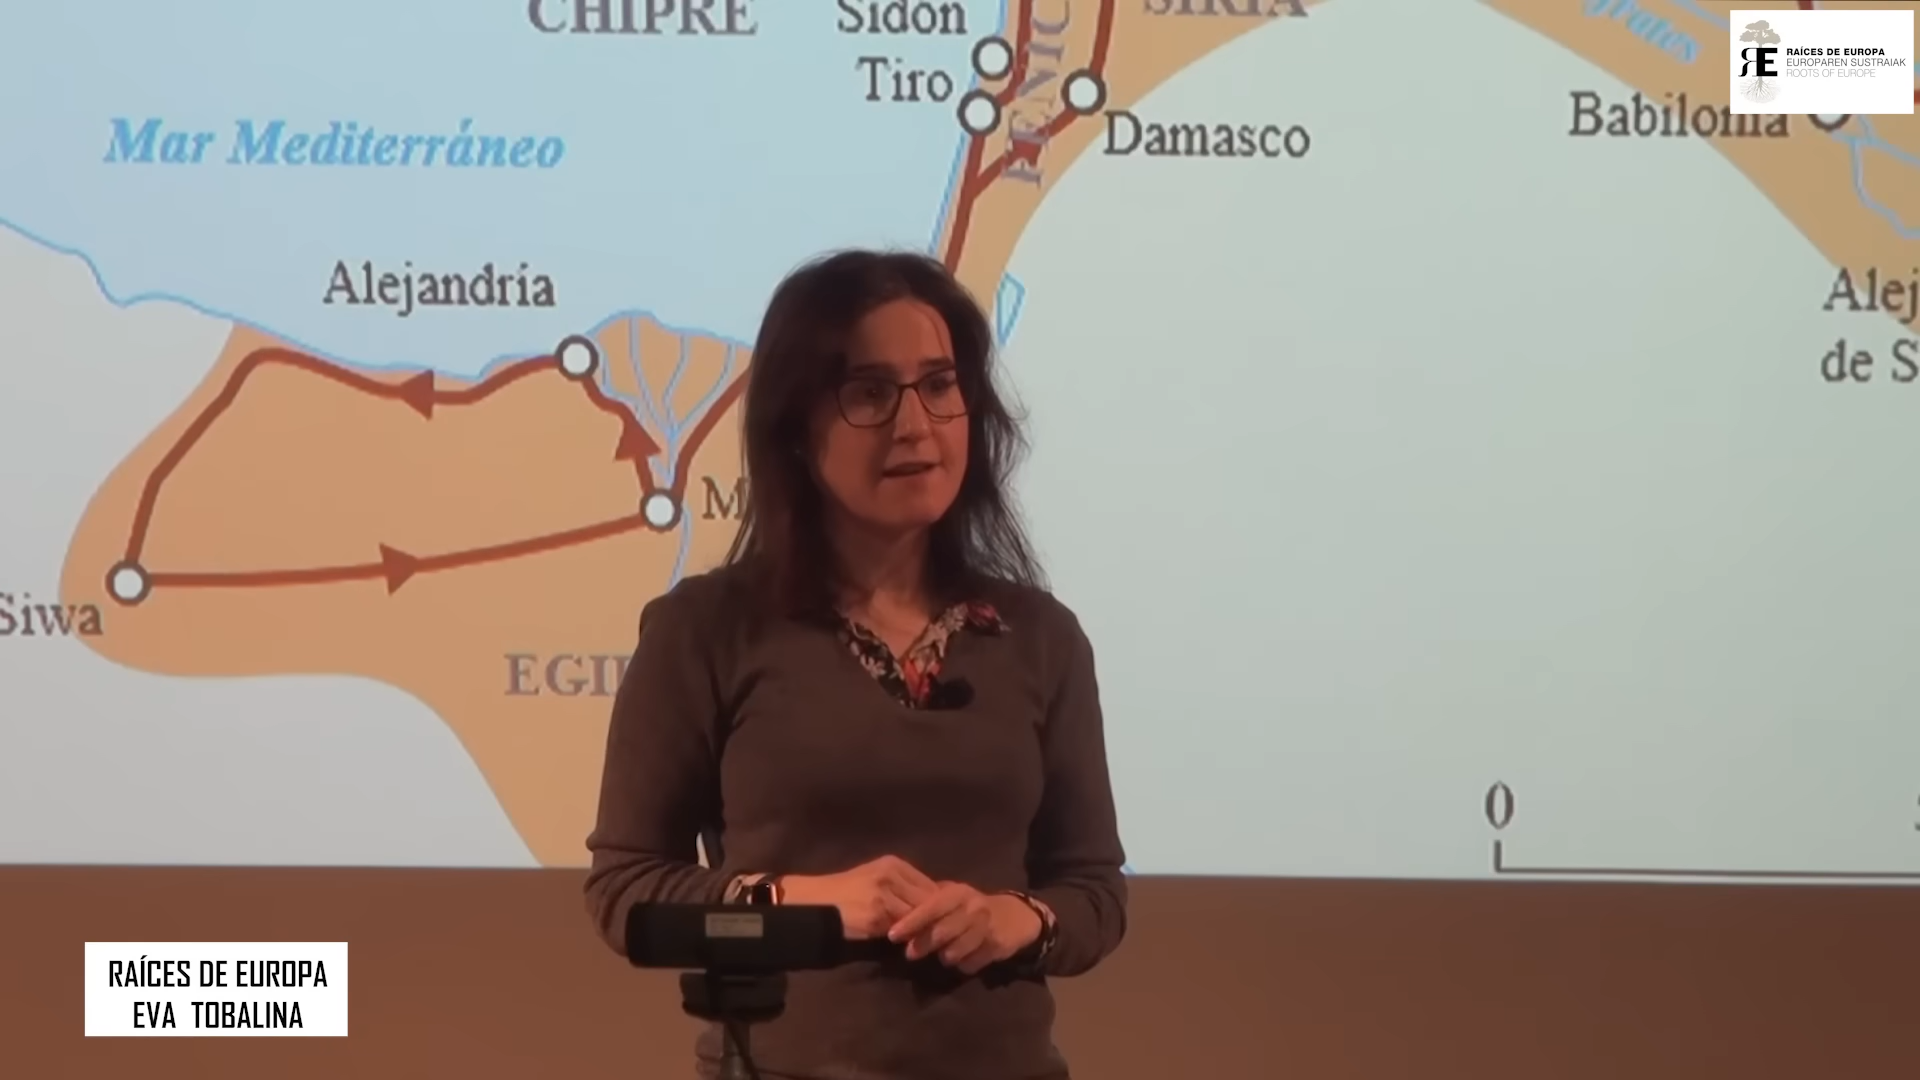 CHIPRE
Sidón
SIRIA
Tiro
Damasco
Babilonia
Mar Mediterráneo
Alejandría
Siwa
RAÍCES DE EUROPA
EUROPAREN SUSTRAIAK
ROOTS OF EUROPE
0
RAÍCES DE EUROPA
EVA TOBALINA